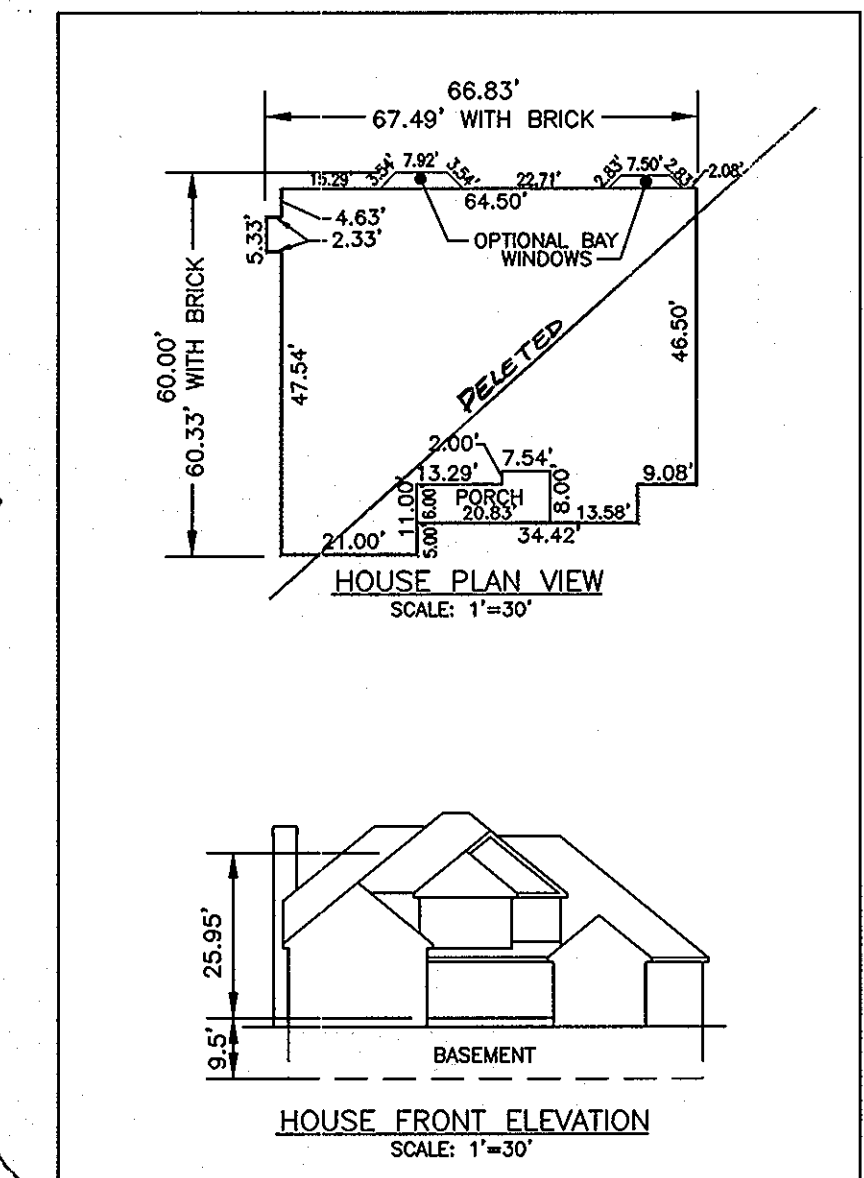 66.83'
67.49' WITH BRICK
15.29' 3.54' 7.92' 3.54' 22.71' 2.83' 7.50' 2.83' 2.08'
64.50'
4.63'
2.33'
5.33'
OPTIONAL BAY
WINDOWS
60.00'
60.33' WITH BRICK
47.54'
46.50'
DELETED
2.00'
7.54'
13.29'
9.08'
11.00'
6.00'
PORCH
8.00'
20.83'
13.58'
5.00'
34.42'
21.00'
HOUSE PLAN VIEW
SCALE: 1'=30'
25.95'
9.5'
BASEMENT
HOUSE FRONT ELEVATION
SCALE: 1'=30'